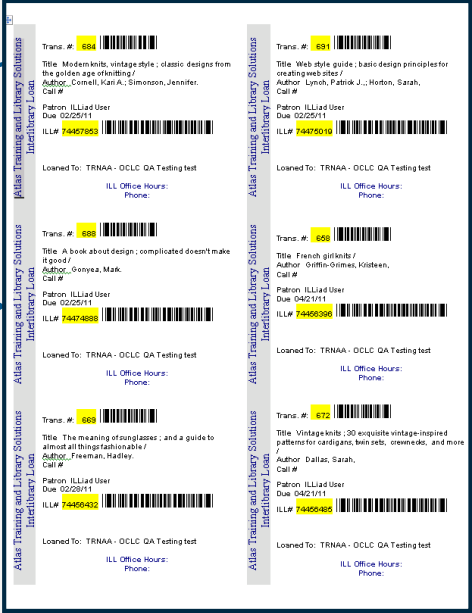 Atlas Training and Library Solutions
Interlibrary Loan
Trans. #: 684
Title Modern knits, vintage style ; classic designs from
the golden age of knitting /
Author Cornell, Kari A.; Simonson, Jennifer.
Call #
Patron ILLiad User
Due 02/25/11
ILL# 74457853
Loaned To: TRNAA - OCLC QA Testing test
ILL Office Hours:
Phone:
Atlas Training and Library Solutions
Interlibrary Loan
Trans. #: 691
Title Web style guide ; basic design principles for
creating web sites /
Author Lynch, Patrick J.,; Horton, Sarah,
Call #
Patron ILLiad User
Due 02/25/11
ILL# 74475019
Loaned To: TRNAA - OCLC QA Testing test
ILL Office Hours:
Phone:
Atlas Training and Library Solutions
Interlibrary Loan
Trans. #: 688
Title A book about design ; complicated doesn't make
it good /
Author Gonyea, Mark.
Call #
Patron ILLiad User
Due 02/25/11
ILL# 74474888
Loaned To: TRNAA - OCLC QA Testing test
ILL Office Hours:
Phone:
Atlas Training and Library Solutions
Interlibrary Loan
Trans. #: 658
Title French girl knits /
Author Griffin-Grimes, Kristeen,
Call #
Patron ILLiad User
Due 04/21/11
ILL# 74456396
Loaned To: TRNAA - OCLC QA Testing test
ILL Office Hours:
Phone:
Atlas Training and Library Solutions
Interlibrary Loan
Trans. #: 669
Title The meaning of sunglasses ; and a guide to
almost all things fashionable /
Author Freeman, Hadley.
Call #
Patron ILLiad User
Due 02/28/11
ILL# 74456432
Loaned To: TRNAA - OCLC QA Testing test
ILL Office Hours:
Phone:
Atlas Training and Library Solutions
Interlibrary Loan
Trans. #: 672
Title Vintage knits ; 30 exquisite vintage-inspired
patterns for cardigans, twin sets, crewnecks, and more
/
Author Dallas, Sarah,
Call #
Patron ILLiad User
Due 04/21/11
ILL# 74456485
Loaned To: TRNAA - OCLC QA Testing test
ILL Office Hours:
Phone: